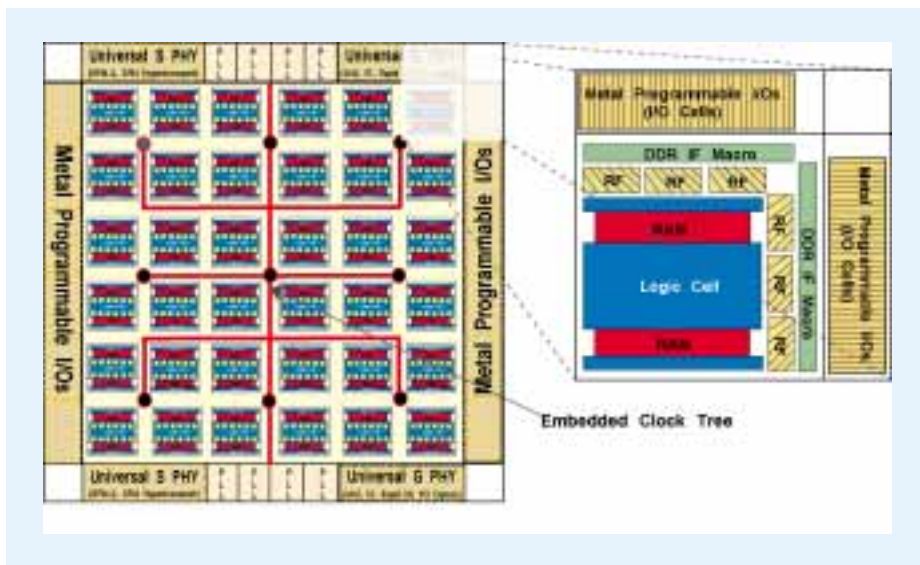 Universal S PHY
P L L
P L L
P L L
P L L
Universa
Metal Programmable I/Os
Metal Programmable I/Os
Universal S PHY
P L L
P L L
P L L
P L L
Universal G PHY
Metal Programmable I/Os
(I/O Cells)
DDR IF Macro
RF
RF
RF
RAM
Logic Cell
RAM
RF
RF
RF
DDR IF Macro
Metal Programmable I/Os
(I/O Cells)
Embedded Clock Tree